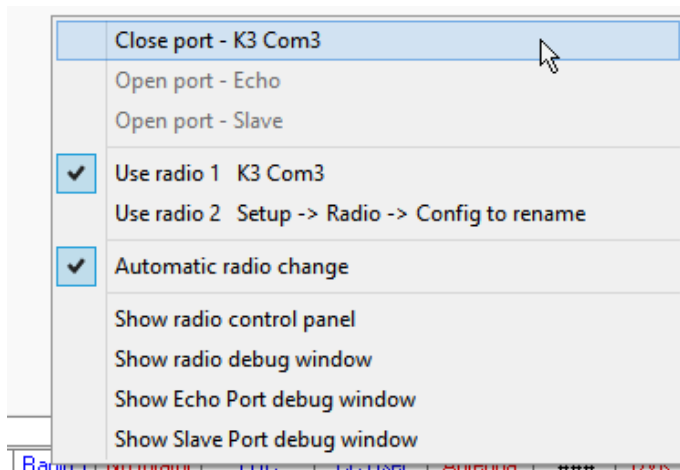 Close port - K3 Com3
Open port - Echo
Open port - Slave
Use radio 1 K3 Com3
Use radio 2 Setup -> Radio -> Config to rename
Automatic radio change
Show radio control panel
Show radio debug window
Show Echo Port debug window
Show Slave Port debug window